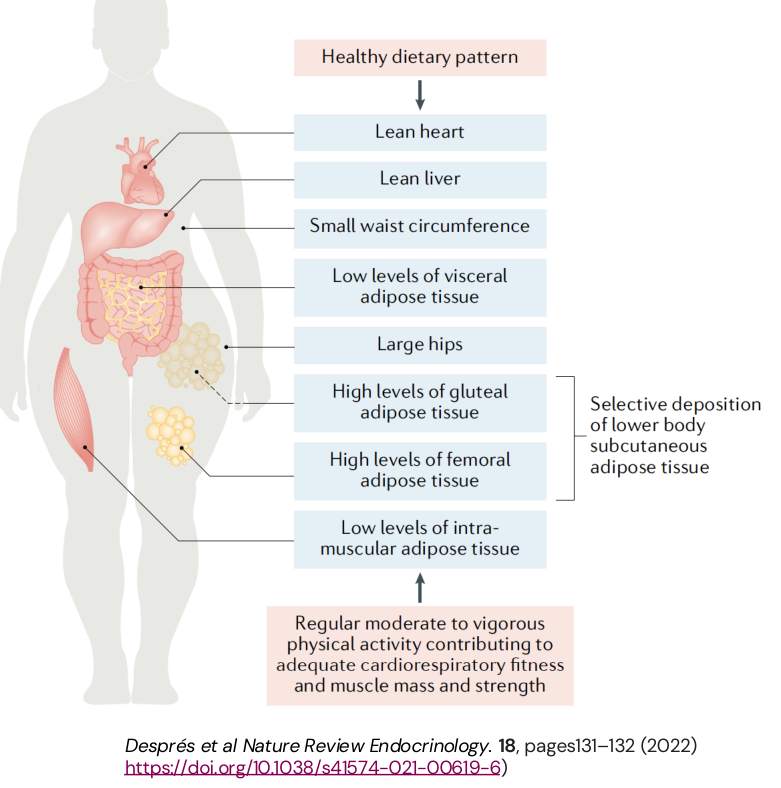 Healthy dietary pattern
Lean heart
Lean liver
Small waist circumference
Low levels of visceral
adipose tissue
Large hips
High levels of gluteal
adipose tissue
High levels of femoral
adipose tissue
Selective deposition
of lower body
subcutaneous
adipose tissue
Low levels of intra-
muscular adipose tissue
Regular moderate to vigorous
physical activity contributing to
adequate cardiorespiratory fitness
and muscle mass and strength
Després et al Nature Review Endocrinology. 18, pages131–132 (2022)
https://doi.org/10.1038/s41574-021-00619-6)